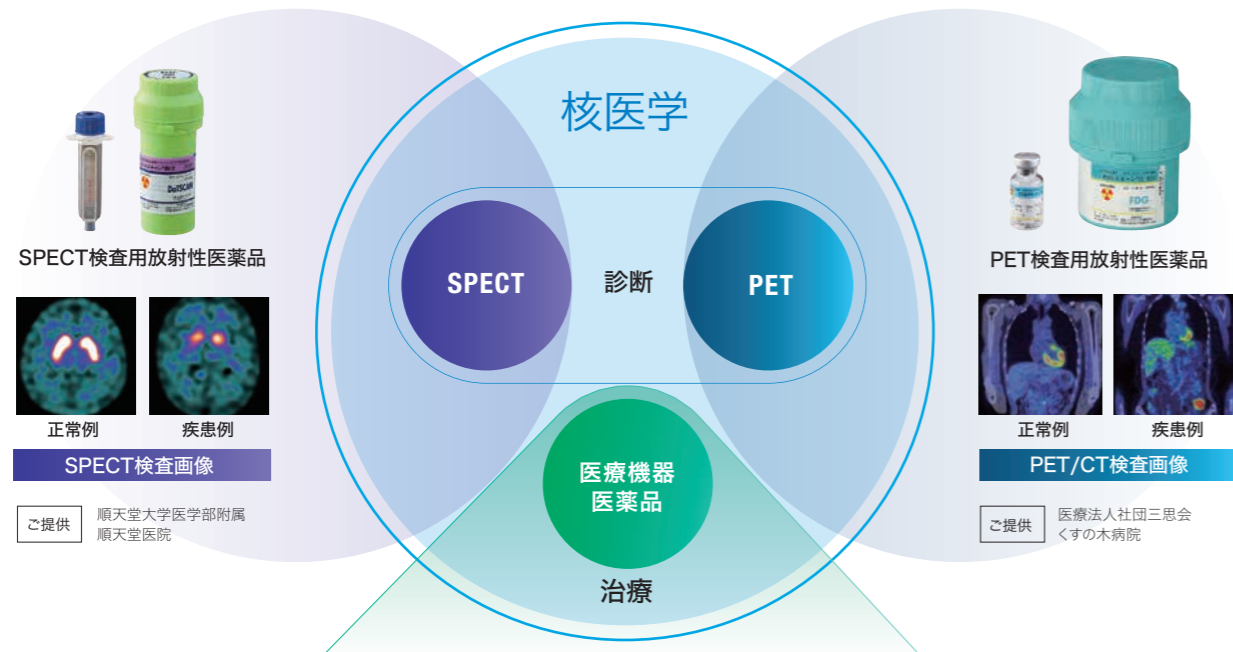 核医学
SPECT
診断
PET
医療機器
医薬品
治療
DaTSCAN
SPECT検査用放射性医薬品
正常例
疾患例
SPECT検査画像
ご提供
順天堂大学医学部附属
順天堂医院
FDG
PET検査用放射性医薬品
正常例
疾患例
PET/CT検査画像
ご提供
医療法人社団三思会
くすの木病院